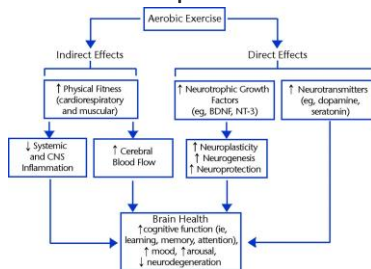 Aerobic Exercise
Indirect Effects
Direct Effects
↑ Physical Fitness
(cardiorespiratory
and muscular)
↑ Neurotrophic Growth
Factors
(eg, BDNF, NT-3)
↑ Neurotransmitters
(eg, dopamine,
seratonin)
↓ Systemic
and CNS
Inflammation
↑ Cerebral
Blood Flow
↑ Neuroplasticity
↑ Neurogenesis
↑ Neuroprotection
Brain Health
↑cognitive function (ie,
learning, memory, attention),
↑ mood, ↑arousal,
↓ neurodegeneration